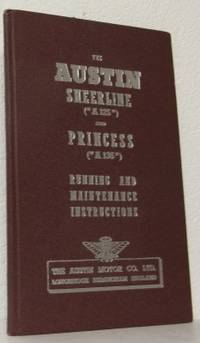 THE
AUSTIN
SHEERLINE
("A 125")
AND
PRINCESS
("A 135")
RUNNING AND
MAINTENANCE
INSTRUCTIONS
THE AUSTIN MOTOR CO. LTD.
LONGBRIDGE BIRMINGHAM ENGLAND